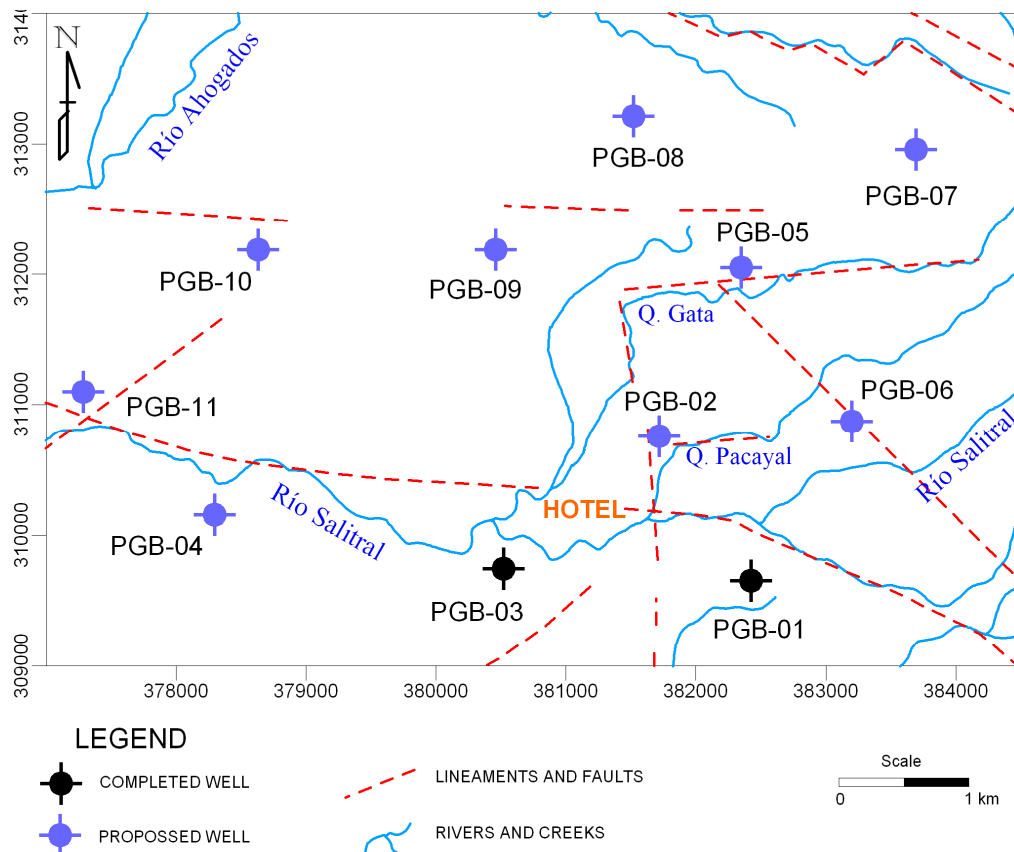 3140
N
Río Ahogados
313000
PGB-08
PGB-07
PGB-05
312000
PGB-10
PGB-09
Q. Gata
311000
PGB-11
PGB-02
PGB-06
Q. Pacayal
Río Salitral
Río Salitral
HOTEL
310000
PGB-04
PGB-03
PGB-01
309000
378000 379000 380000 381000 382000 383000 384000
LEGEND
COMPLETED WELL
LINEAMENTS AND FAULTS
Scale
0 1 km
PROPOSSED WELL
RIVERS AND CREEKS